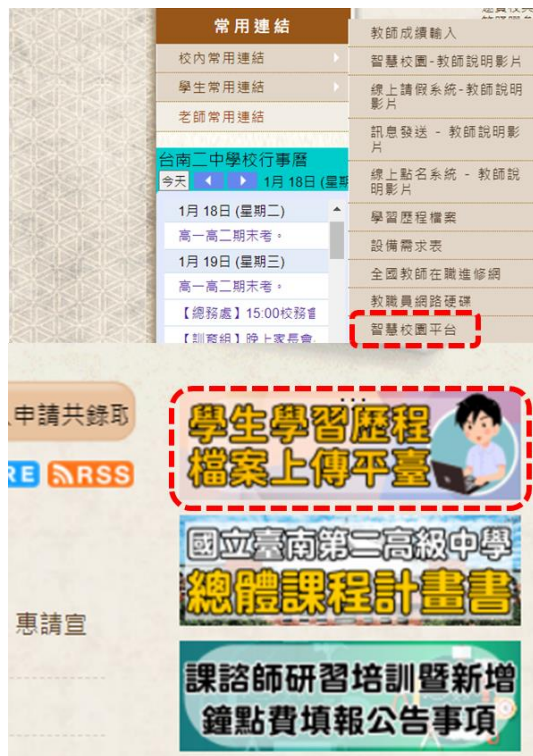 常用連結
校內常用連結
學生常用連結
老師常用連結
教師成績輸入
智慧校園-教師說明影片
線上請假系統-教師說明
影片
訊息發送 - 教師說明影
片
線上點名系統 - 教師說
明影片
學習歷程檔案
設備需求表
全國教師在職進修網
教職員網路硬碟
智慧校園平台
台南二中學校行事曆
今天 1月 18日 (星期
1月 18日 (星期二)
高一高二期末考。
1月 19日 (星期三)
高一高二期末考。
【總務處】15:00校務會
【訓育組】晚上家長會
申請共錄取
RE RSS
惠請宣
學生學習歷程
檔案上傳平臺
國立臺南第二高級中學
總體課程計畫書
課諮師研習培訓暨新增
鐘點費填報公告事項